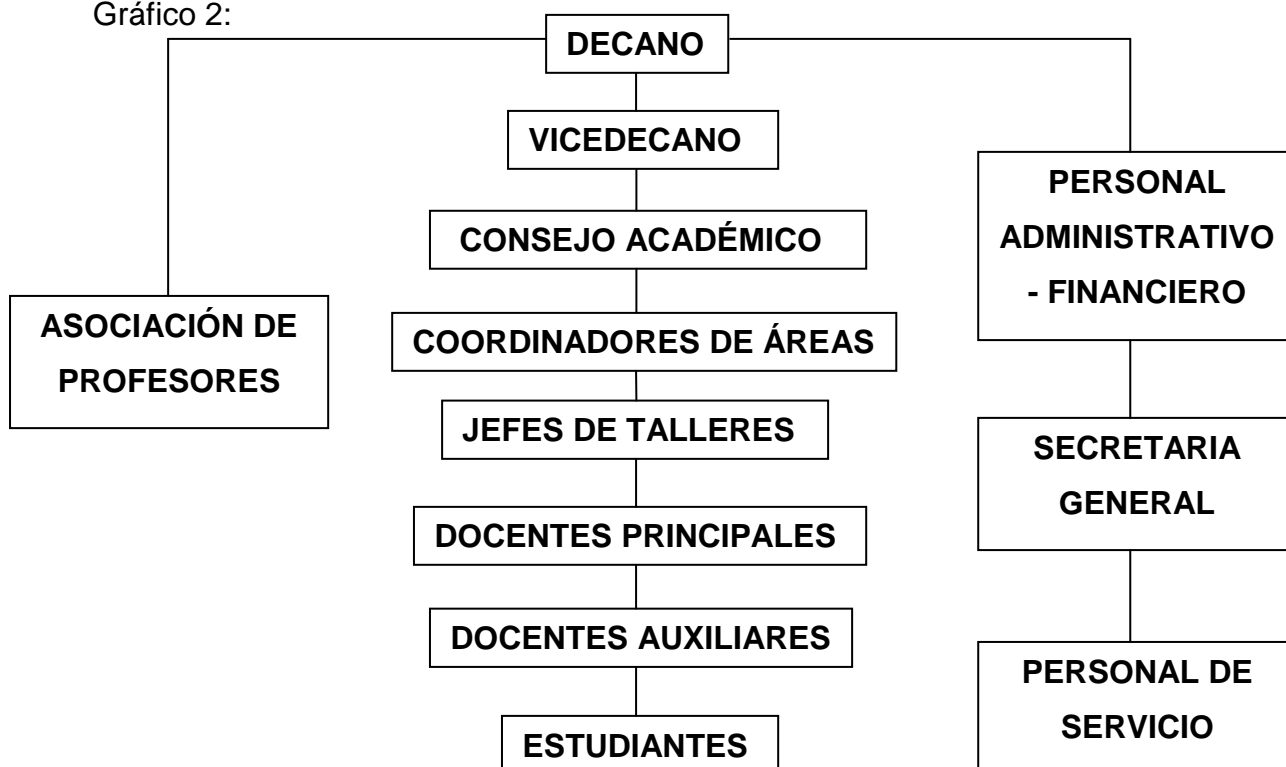 Gráfico 2:
DECANO
VICEDECANO
CONSEJO ACADÉMICO
COORDINADORES DE ÁREAS
JEFES DE TALLERES
DOCENTES PRINCIPALES
DOCENTES AUXILIARES
ESTUDIANTES
ASOCIACIÓN DE
PROFESORES
PERSONAL
ADMINISTRATIVO
- FINANCIERO
SECRETARIA
GENERAL
PERSONAL DE
SERVICIO